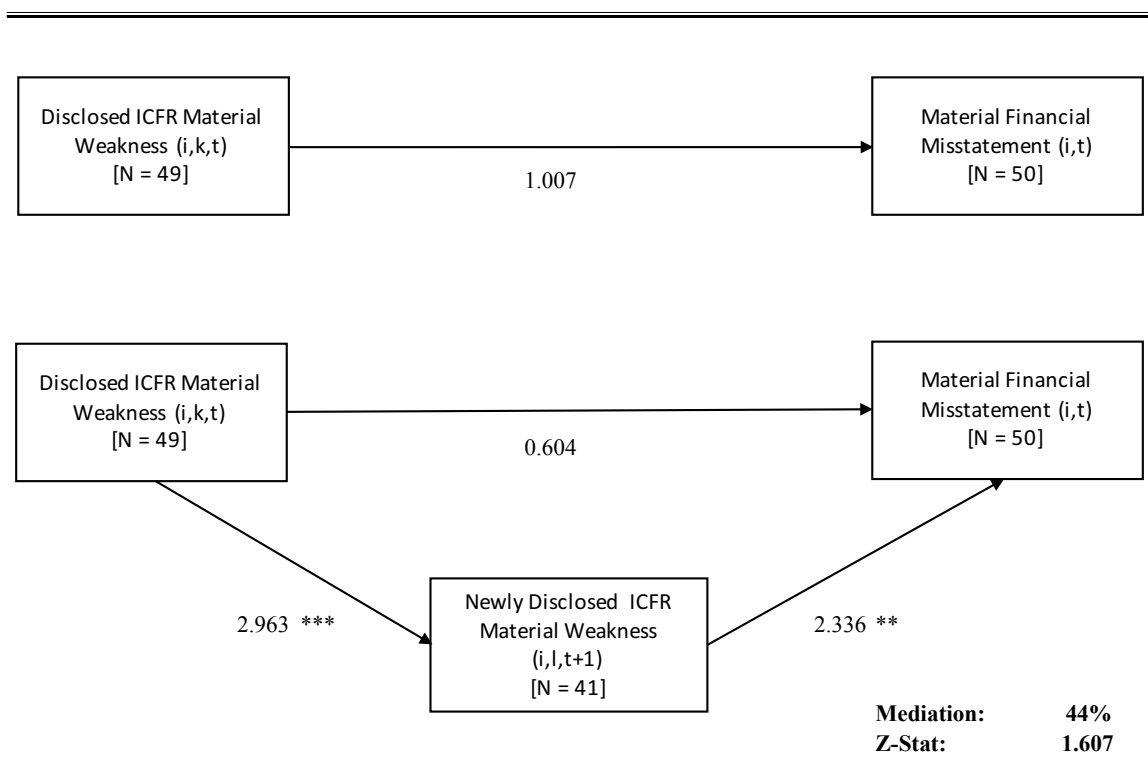 Disclosed ICFR Material
Weakness (i,k,t)
[N = 49]
1.007
Material Financial
Misstatement (i,t)
[N = 50]
Disclosed ICFR Material
Weakness (i,k,t)
[N = 49]
0.604
Material Financial
Misstatement (i,t)
[N = 50]
2.963 ***
Newly Disclosed ICFR
Material Weakness
(i,l,t+1)
[N = 41]
2.336 **
Mediation: 44%
Z-Stat: 1.607